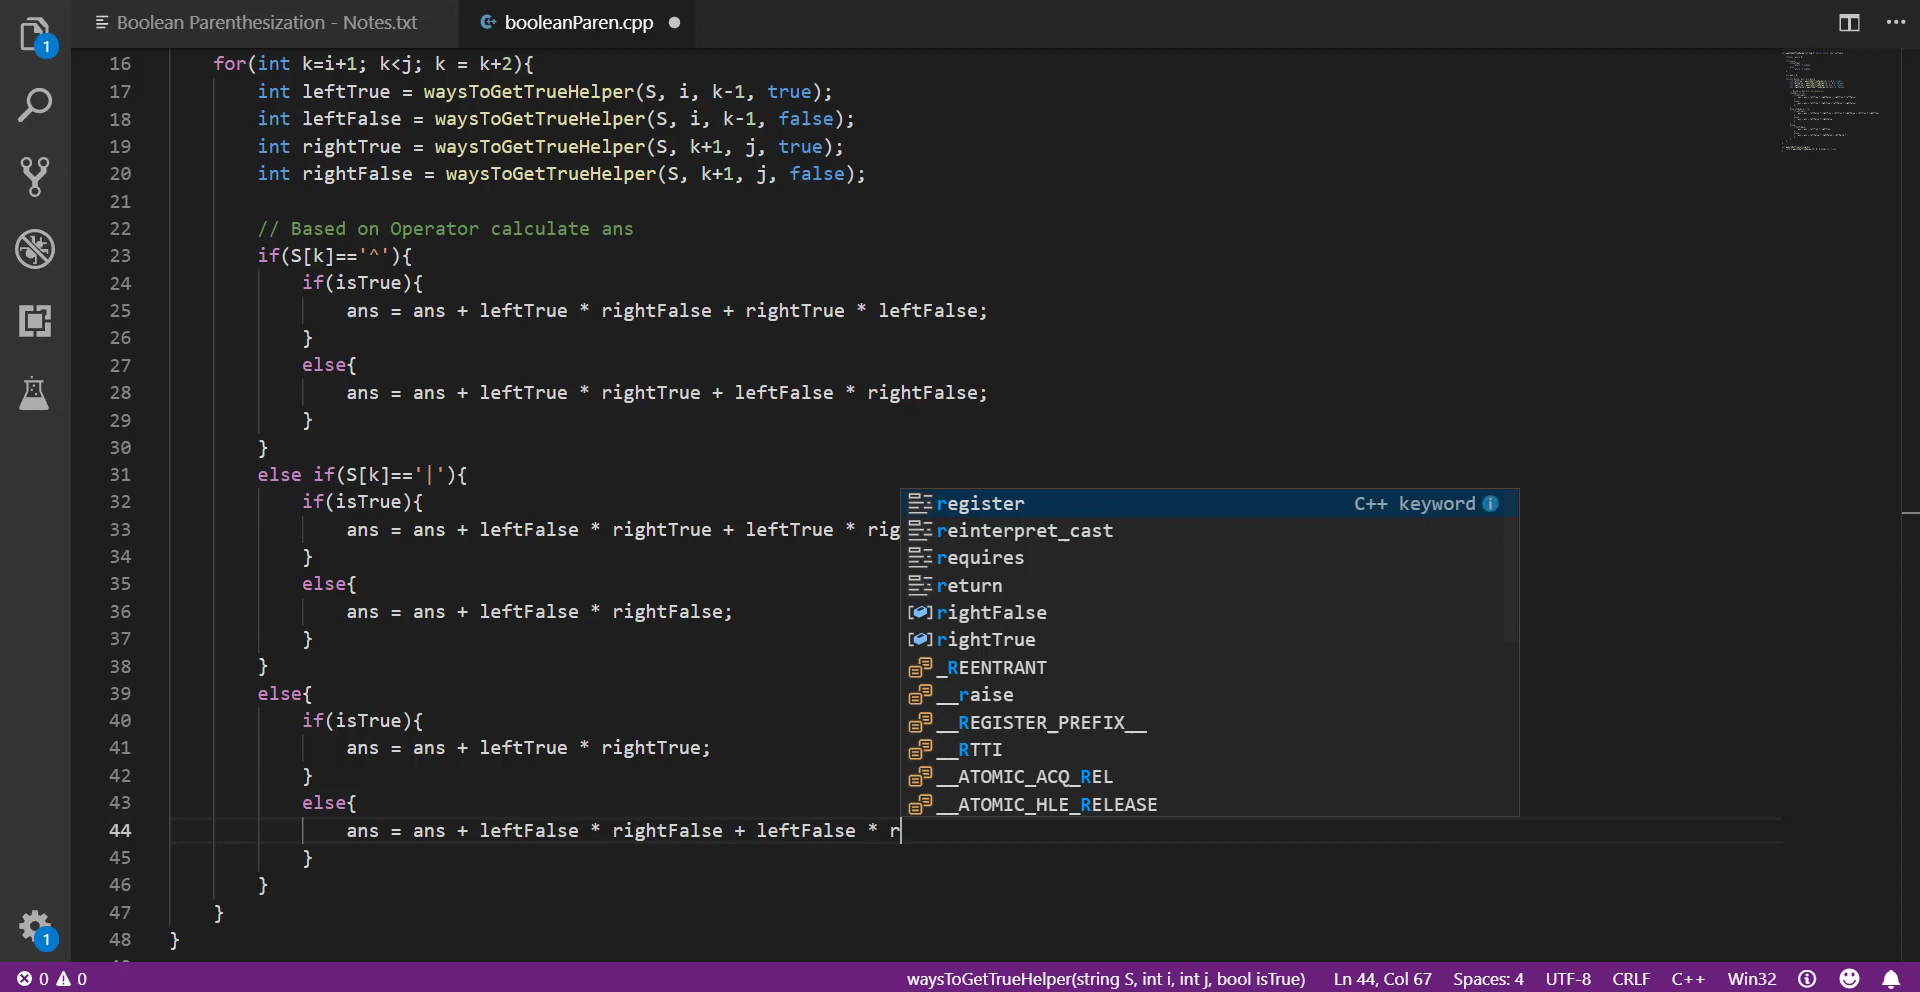 Boolean Parenthesization - Notes.txt
booleanParen.cpp
1
16 for(int k=i+1; k<j; k = k+2){
17 int leftTrue = waysToGetTrueHelper(S, i, k-1, true);
18 int leftFalse = waysToGetTrueHelper(S, i, k-1, false);
19 int rightTrue = waysToGetTrueHelper(S, k+1, j, true);
20 int rightFalse = waysToGetTrueHelper(S, k+1, j, false);
21
22 // Based on Operator calculate ans
23 if(S[k]=='^'){
24 if(isTrue){
25 ans = ans + leftTrue * rightFalse + rightTrue * leftFalse;
26 }
27 else{
28 ans = ans + leftTrue * rightTrue + leftFalse * rightFalse;
29 }
30 }
31 else if(S[k]=='|'){
32 if(isTrue){
33 ans = ans + leftFalse * rightTrue + leftTrue * rig
34 }
35 else{
36 ans = ans + leftFalse * rightFalse;
37 }
38 }
39 else{
40 if(isTrue){
41 ans = ans + leftTrue * rightTrue;
42 }
43 else{
44 ans = ans + leftFalse * rightFalse + leftFalse * r
45 }
46 }
47 }
48 }
register C++ keyword
reinterpret_cast
requires
return
rightFalse
rightTrue
_REENTRANT
__raise
__REGISTER_PREFIX__
__RTTI
__ATOMIC_ACQ_REL
__ATOMIC_HLE_RELEASE
1
0 0 waysToGetTrueHelper(string S, int i, int j, bool isTrue) Ln 44, Col 67 Spaces: 4 UTF-8 CRLF C++ Win32